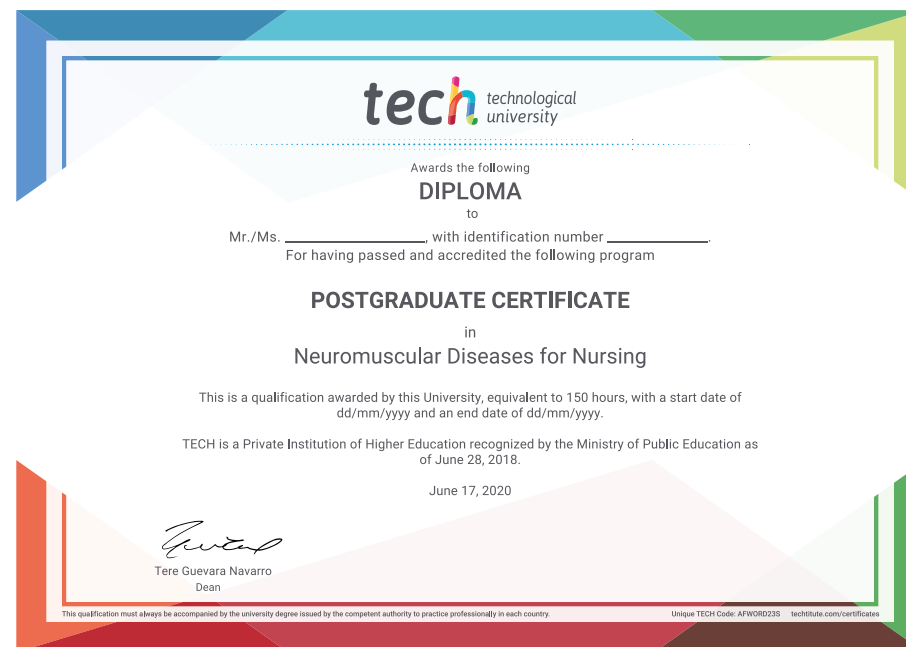 tech technological
university
Awards the following
DIPLOMA
to
Mr./Ms. ____________________, with identification number ______________.
For having passed and accredited the following program
POSTGRADUATE CERTIFICATE
in
Neuromuscular Diseases for Nursing
This is a qualification awarded by this University, equivalent to 150 hours, with a start date of
dd/mm/yyyy and an end date of dd/mm/yyyy.
TECH is a Private Institution of Higher Education recognized by the Ministry of Public Education as
of June 28, 2018.
June 17, 2020
Tere Guevara Navarro
Dean
This qualification must always be accompanied by the university degree issued by the competent authority to practice professionally in each country. Unique TECH Code: AFWORD23S techtitute.com/certificates